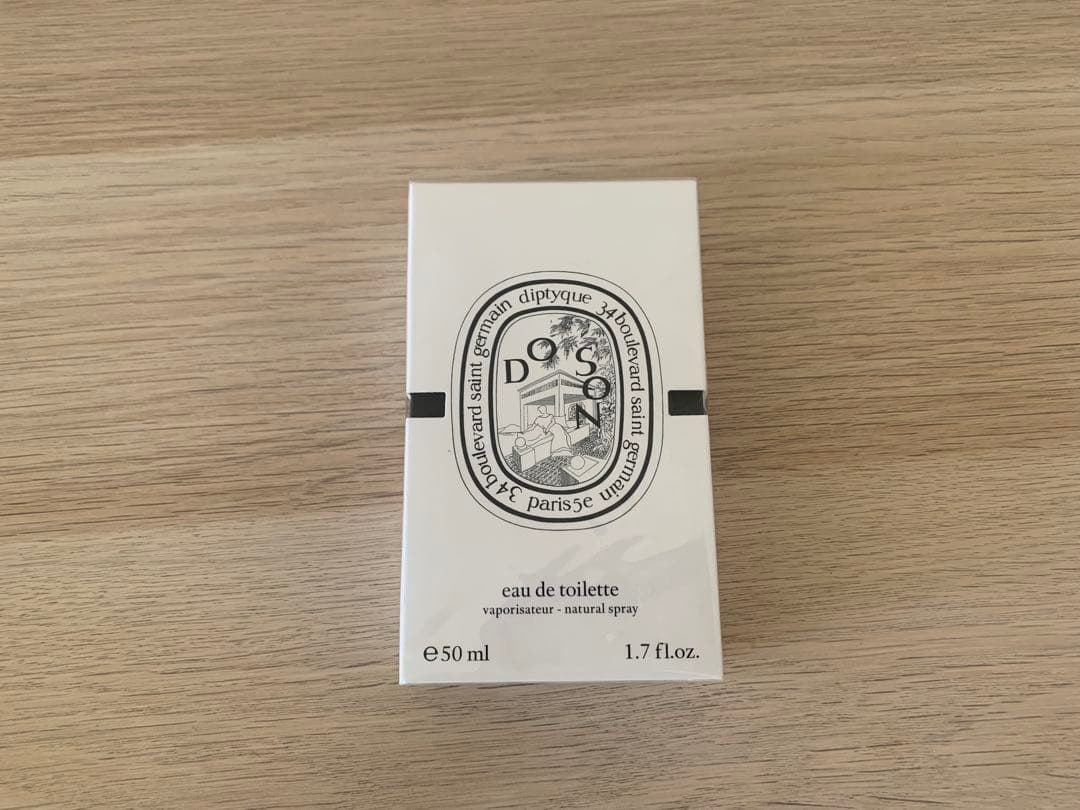 diptyque 34 boulevard saint germain paris5e 34 boulevard saint germain
DO SON
eau de toilette
vaporisateur - natural spray
℮50 ml
1.7 fl.oz.